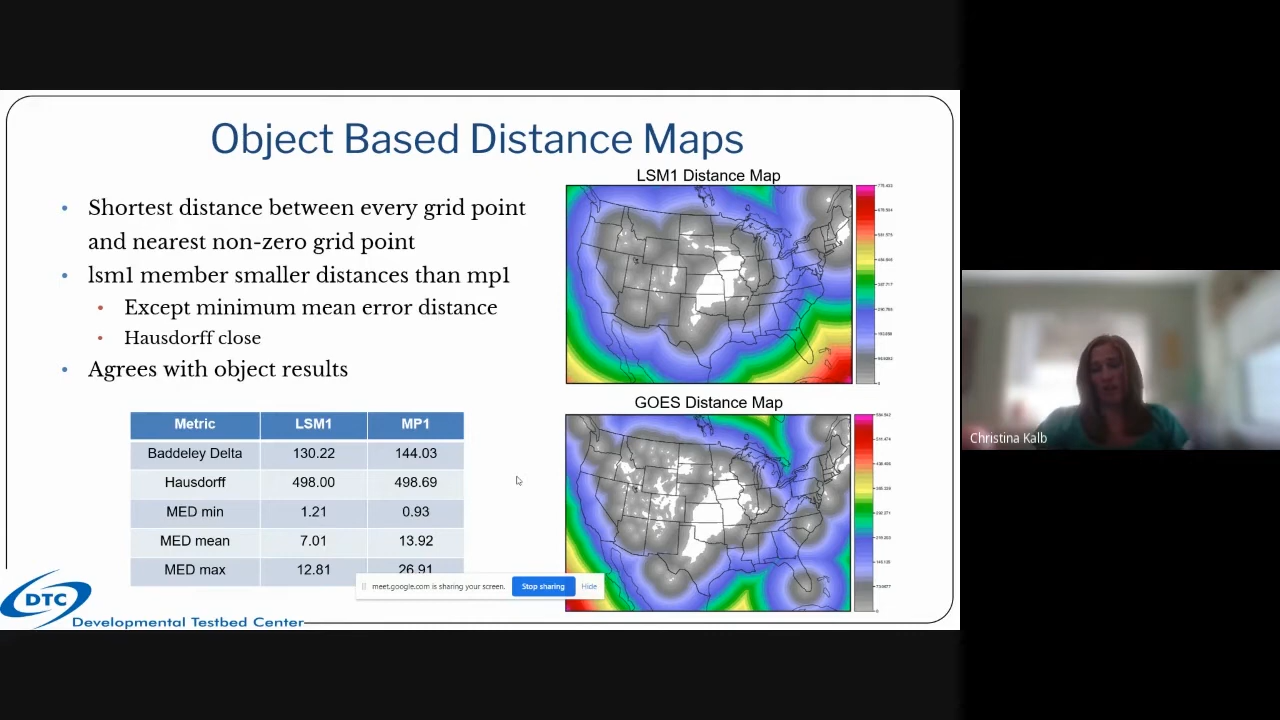 Object Based Distance Maps
Shortest distance between every grid point
and nearest non-zero grid point
lsm1 member smaller distances than mp1
Except minimum mean error distance
Hausdorff close
Agrees with object results
Metric LSM1 MP1
Baddeley Delta 130.22 144.03
Hausdorff 498.00 498.69
MED min 1.21 0.93
MED mean 7.01 13.92
MED max 12.81 26.91
LSM1 Distance Map
GOES Distance Map
meet.google.com is sharing your screen. Stop sharing Hide
DTC
Developmental Testbed Center
Christina Kalb